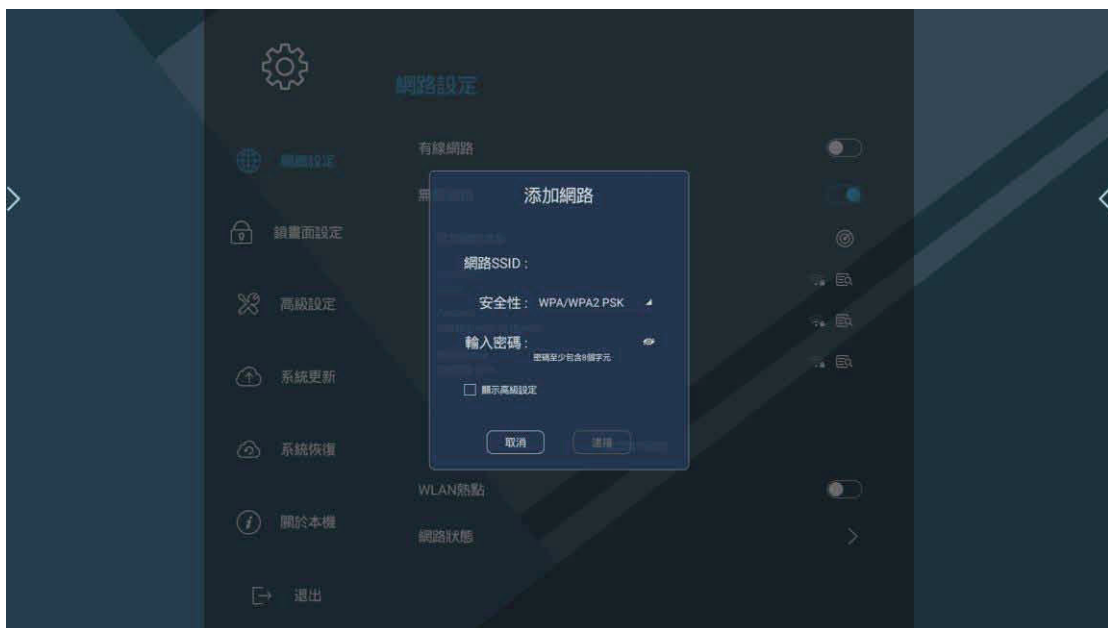 網路設定
網路設定
鎖畫面設定
高級設定
系統更新
系統恢復
關於本機
退出
有線網路
添加網路
網路SSID :
安全性 : WPA/WPA2 PSK
輸入密碼 :
密碼至少包含8個字元
顯示高級設定
取消
連接
WLAN熱點
網路狀態